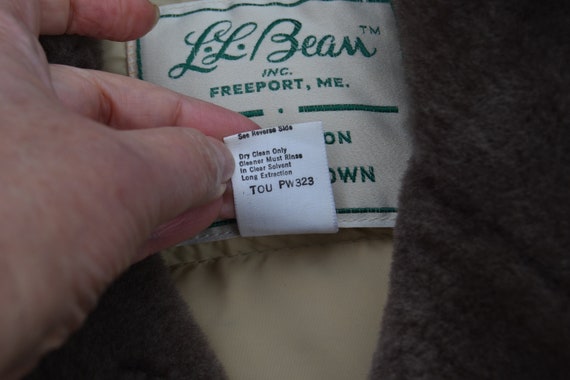 L.L.Bean™
INC.
FREEPORT, ME.
ON
OWN
See Reverse Side
Dry Clean Only
Cleaner Must Rinse
In Clear Solvent
Long Extraction
TOU PW323